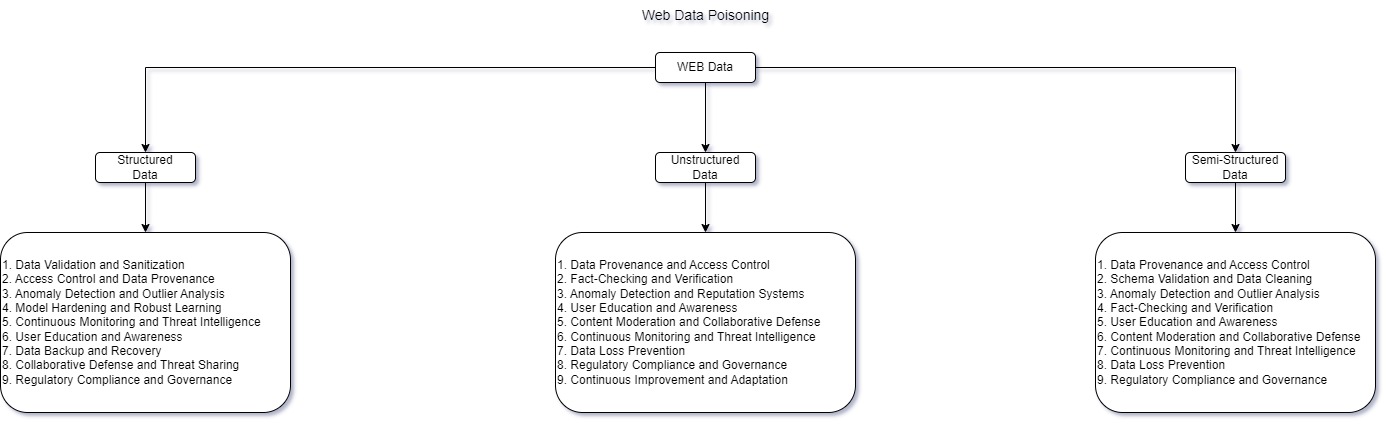 Web Data Poisoning
WEB Data
Structured
Data
Unstructured
Data
Semi-Structured
Data
1. Data Validation and Sanitization
2. Access Control and Data Provenance
3. Anomaly Detection and Outlier Analysis
4. Model Hardening and Robust Learning
5. Continuous Monitoring and Threat Intelligence
6. User Education and Awareness
7. Data Backup and Recovery
8. Collaborative Defense and Threat Sharing
9. Regulatory Compliance and Governance
1. Data Provenance and Access Control
2. Fact-Checking and Verification
3. Anomaly Detection and Reputation Systems
4. User Education and Awareness
5. Content Moderation and Collaborative Defense
6. Continuous Monitoring and Threat Intelligence
7. Data Loss Prevention
8. Regulatory Compliance and Governance
9. Continuous Improvement and Adaptation
1. Data Provenance and Access Control
2. Schema Validation and Data Cleaning
3. Anomaly Detection and Outlier Analysis
4. Fact-Checking and Verification
5. User Education and Awareness
6. Content Moderation and Collaborative Defense
7. Continuous Monitoring and Threat Intelligence
8. Data Loss Prevention
9. Regulatory Compliance and Governance